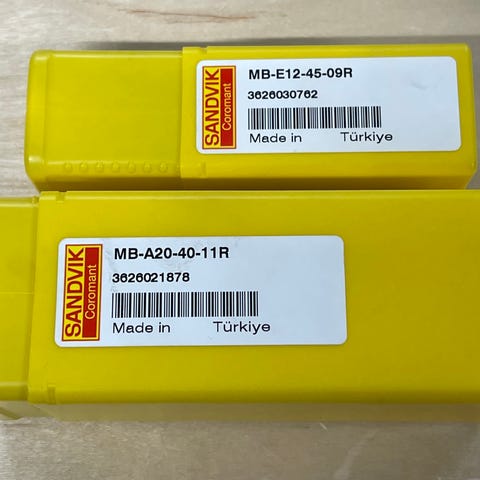 SANDVIK
Coromant
MB-E12-45-09R
3626030762
Made in Türkiye
SANDVIK
Coromant
MB-A20-40-11R
3626021878
Made in Türkiye